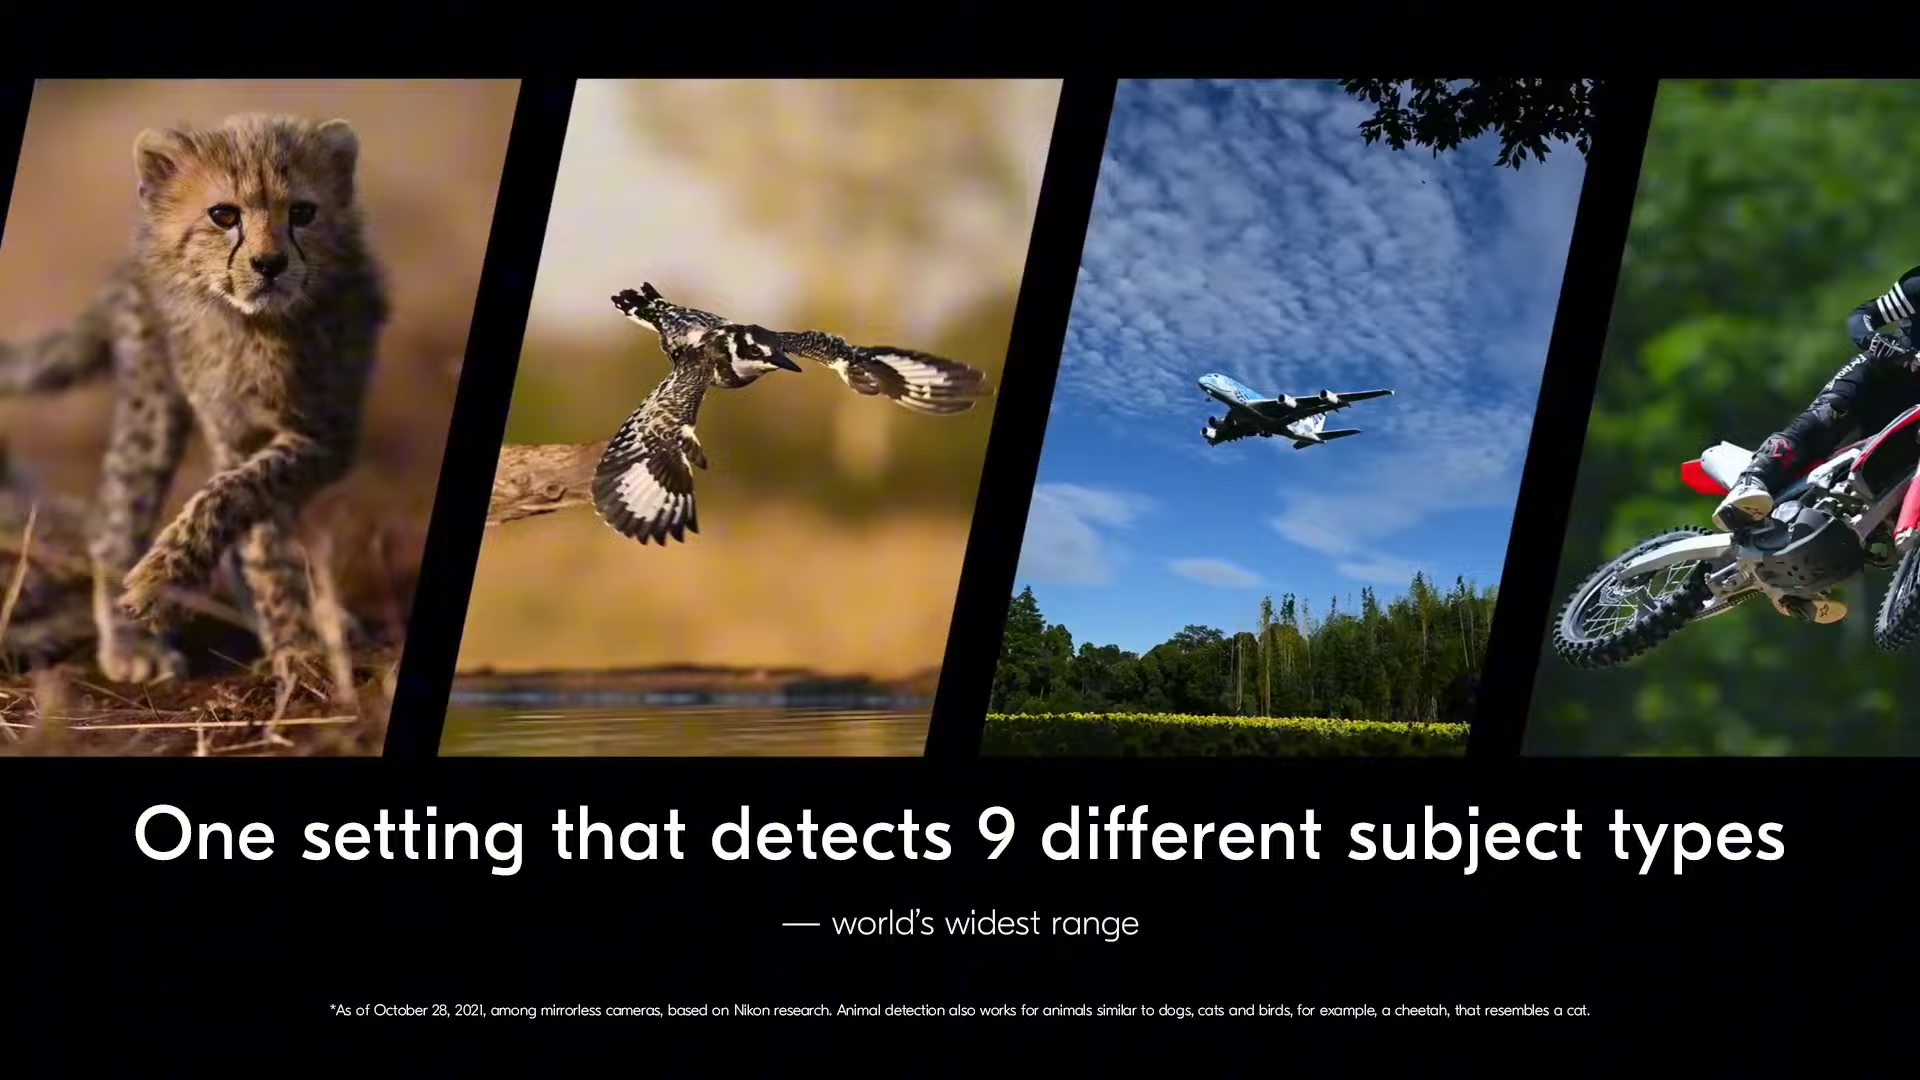 One setting that detects 9 different subject types
— world’s widest range
*As of October 28, 2021, among mirrorless cameras, based on Nikon research. Animal detection also works for animals similar to dogs, cats and birds, for example, a cheetah, that resembles a cat.